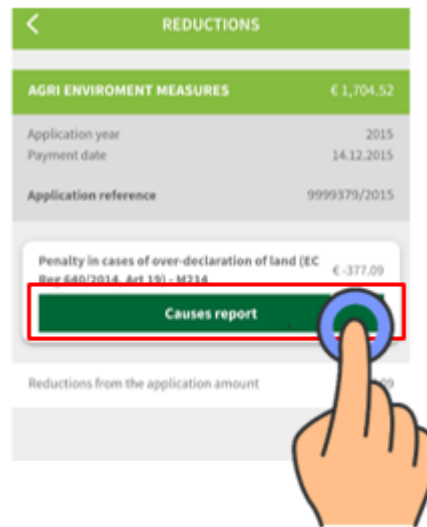 REDUCTIONS
AGRI ENVIROMENT MEASURES € 1,704.52
Application year 2015
Payment date 14.12.2015
Application reference 9999379/2015
Penalty in cases of over-declaration of land (EC
Reg 640/2014, Art 19) - M214 € -377.09
Causes report
Reductions from the application amount 09